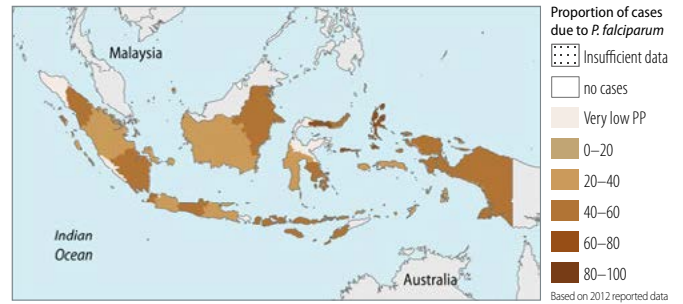 Malaysia
Indian
Ocean
Australia
Proportion of cases
due to P. falciparum
Insufficient data
no cases
Very low PP
0–20
20–40
40–60
60–80
80–100
Based on 2012 reported data